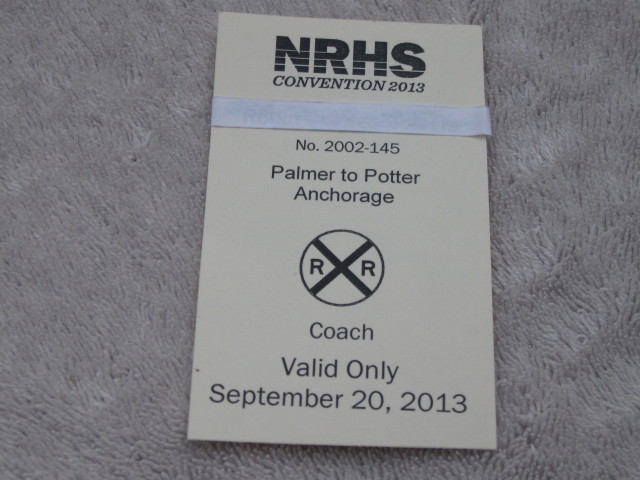 NRHS
CONVENTION 2013
No. 2002-145
Palmer to Potter
Anchorage
R R
Coach
Valid Only
September 20, 2013